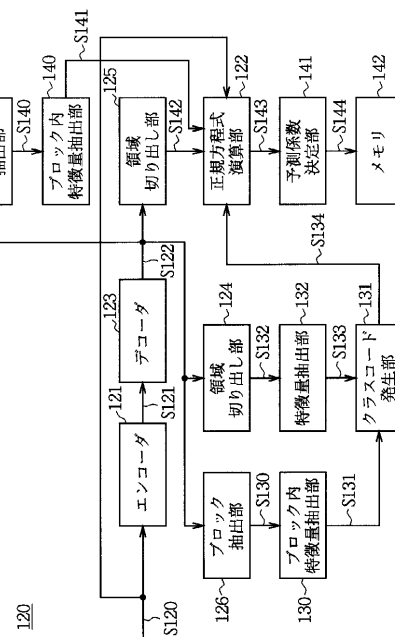 120
S120
121
エンコーダ
S121
123
デコーダ
S122
抽出部
S140
140
ブロック内
特徴量抽出部
S141
125
領域
切り出し部
S142
122
正規方程式
演算部
S143
141
予測係数
決定部
S144
142
メモリ
126
ブロック
抽出部
S130
130
ブロック内
特徴量抽出部
S131
124
領域
切り出し部
S132
132
特徴量抽出部
S133
131
クラスコード
発生部
S134